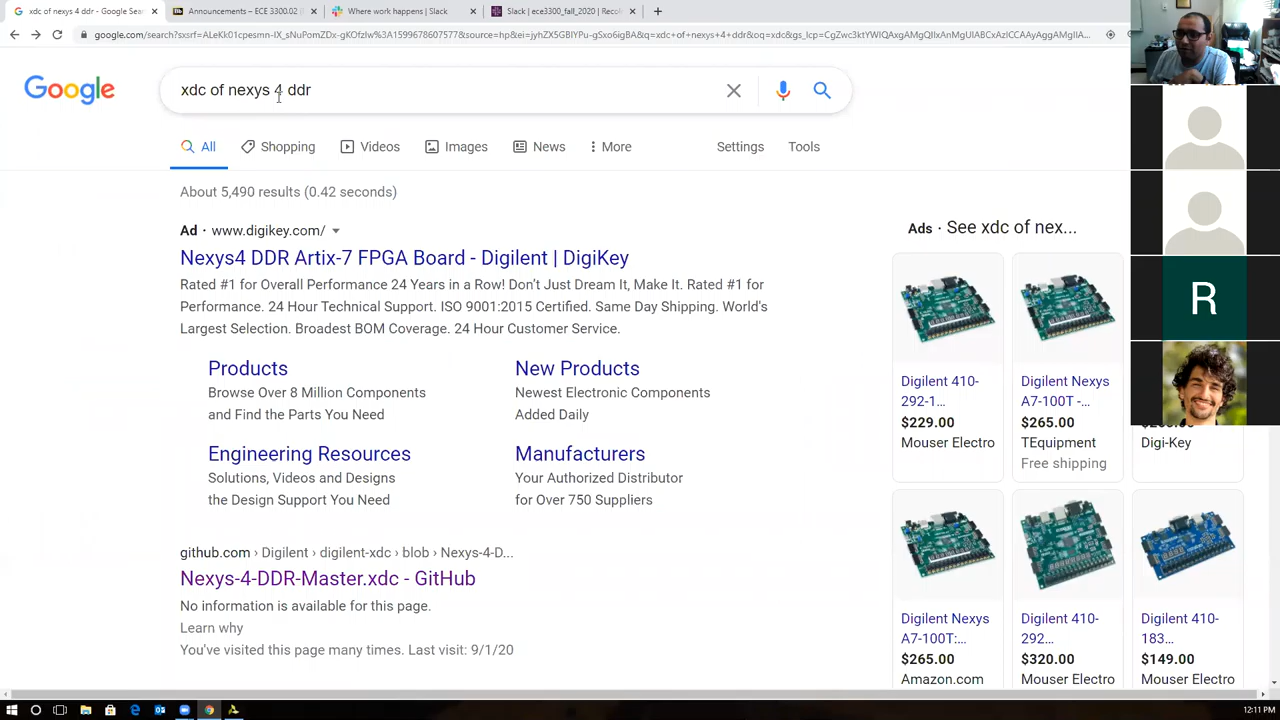 xdc of nexys 4 ddr - Google Sea
Announcements – ECE 3300.02 (F
Where work happens | Slack
Slack | ece3300_fall_2020 | Recor
google.com/search?
Google
xdc of nexys 4 ddr
All
Shopping
Videos
Images
News
More
Settings
Tools
About 5,490 results (0.42 seconds)
Ad · www.digikey.com/
Nexys4 DDR Artix-7 FPGA Board - Digilent | DigiKey
Rated #1 for Overall Performance 24 Years in a Row! Don't Just Dream It, Make It. Rated #1 for
Performance. 24 Hour Technical Support. ISO 9001:2015 Certified. Same Day Shipping. World's
Largest Selection. Broadest BOM Coverage. 24 Hour Customer Service.
Products
Browse Over 8 Million Components
and Find the Parts You Need
New Products
Newest Electronic Components
Added Daily
Engineering Resources
Solutions, Videos and Designs
the Design Support You Need
Manufacturers
Your Authorized Distributor
for Over 750 Suppliers
github.com › Digilent › digilent-xdc › blob › Nexys-4-D...
Nexys-4-DDR-Master.xdc - GitHub
No information is available for this page.
Learn why
You've visited this page many times. Last visit: 9/1/20
Ads · See xdc of nex...
Digilent 410-
292-1...
$229.00
Mouser Electro
Digilent Nexys
A7-100T -...
$265.00
TEquipment
Free shipping
Digi-Key
Digilent Nexys
A7-100T:...
$265.00
Amazon.com
Digilent 410-
292...
$320.00
Mouser Electro
Digilent 410-
183...
$149.00
Mouser Electro
R
12:11 PM